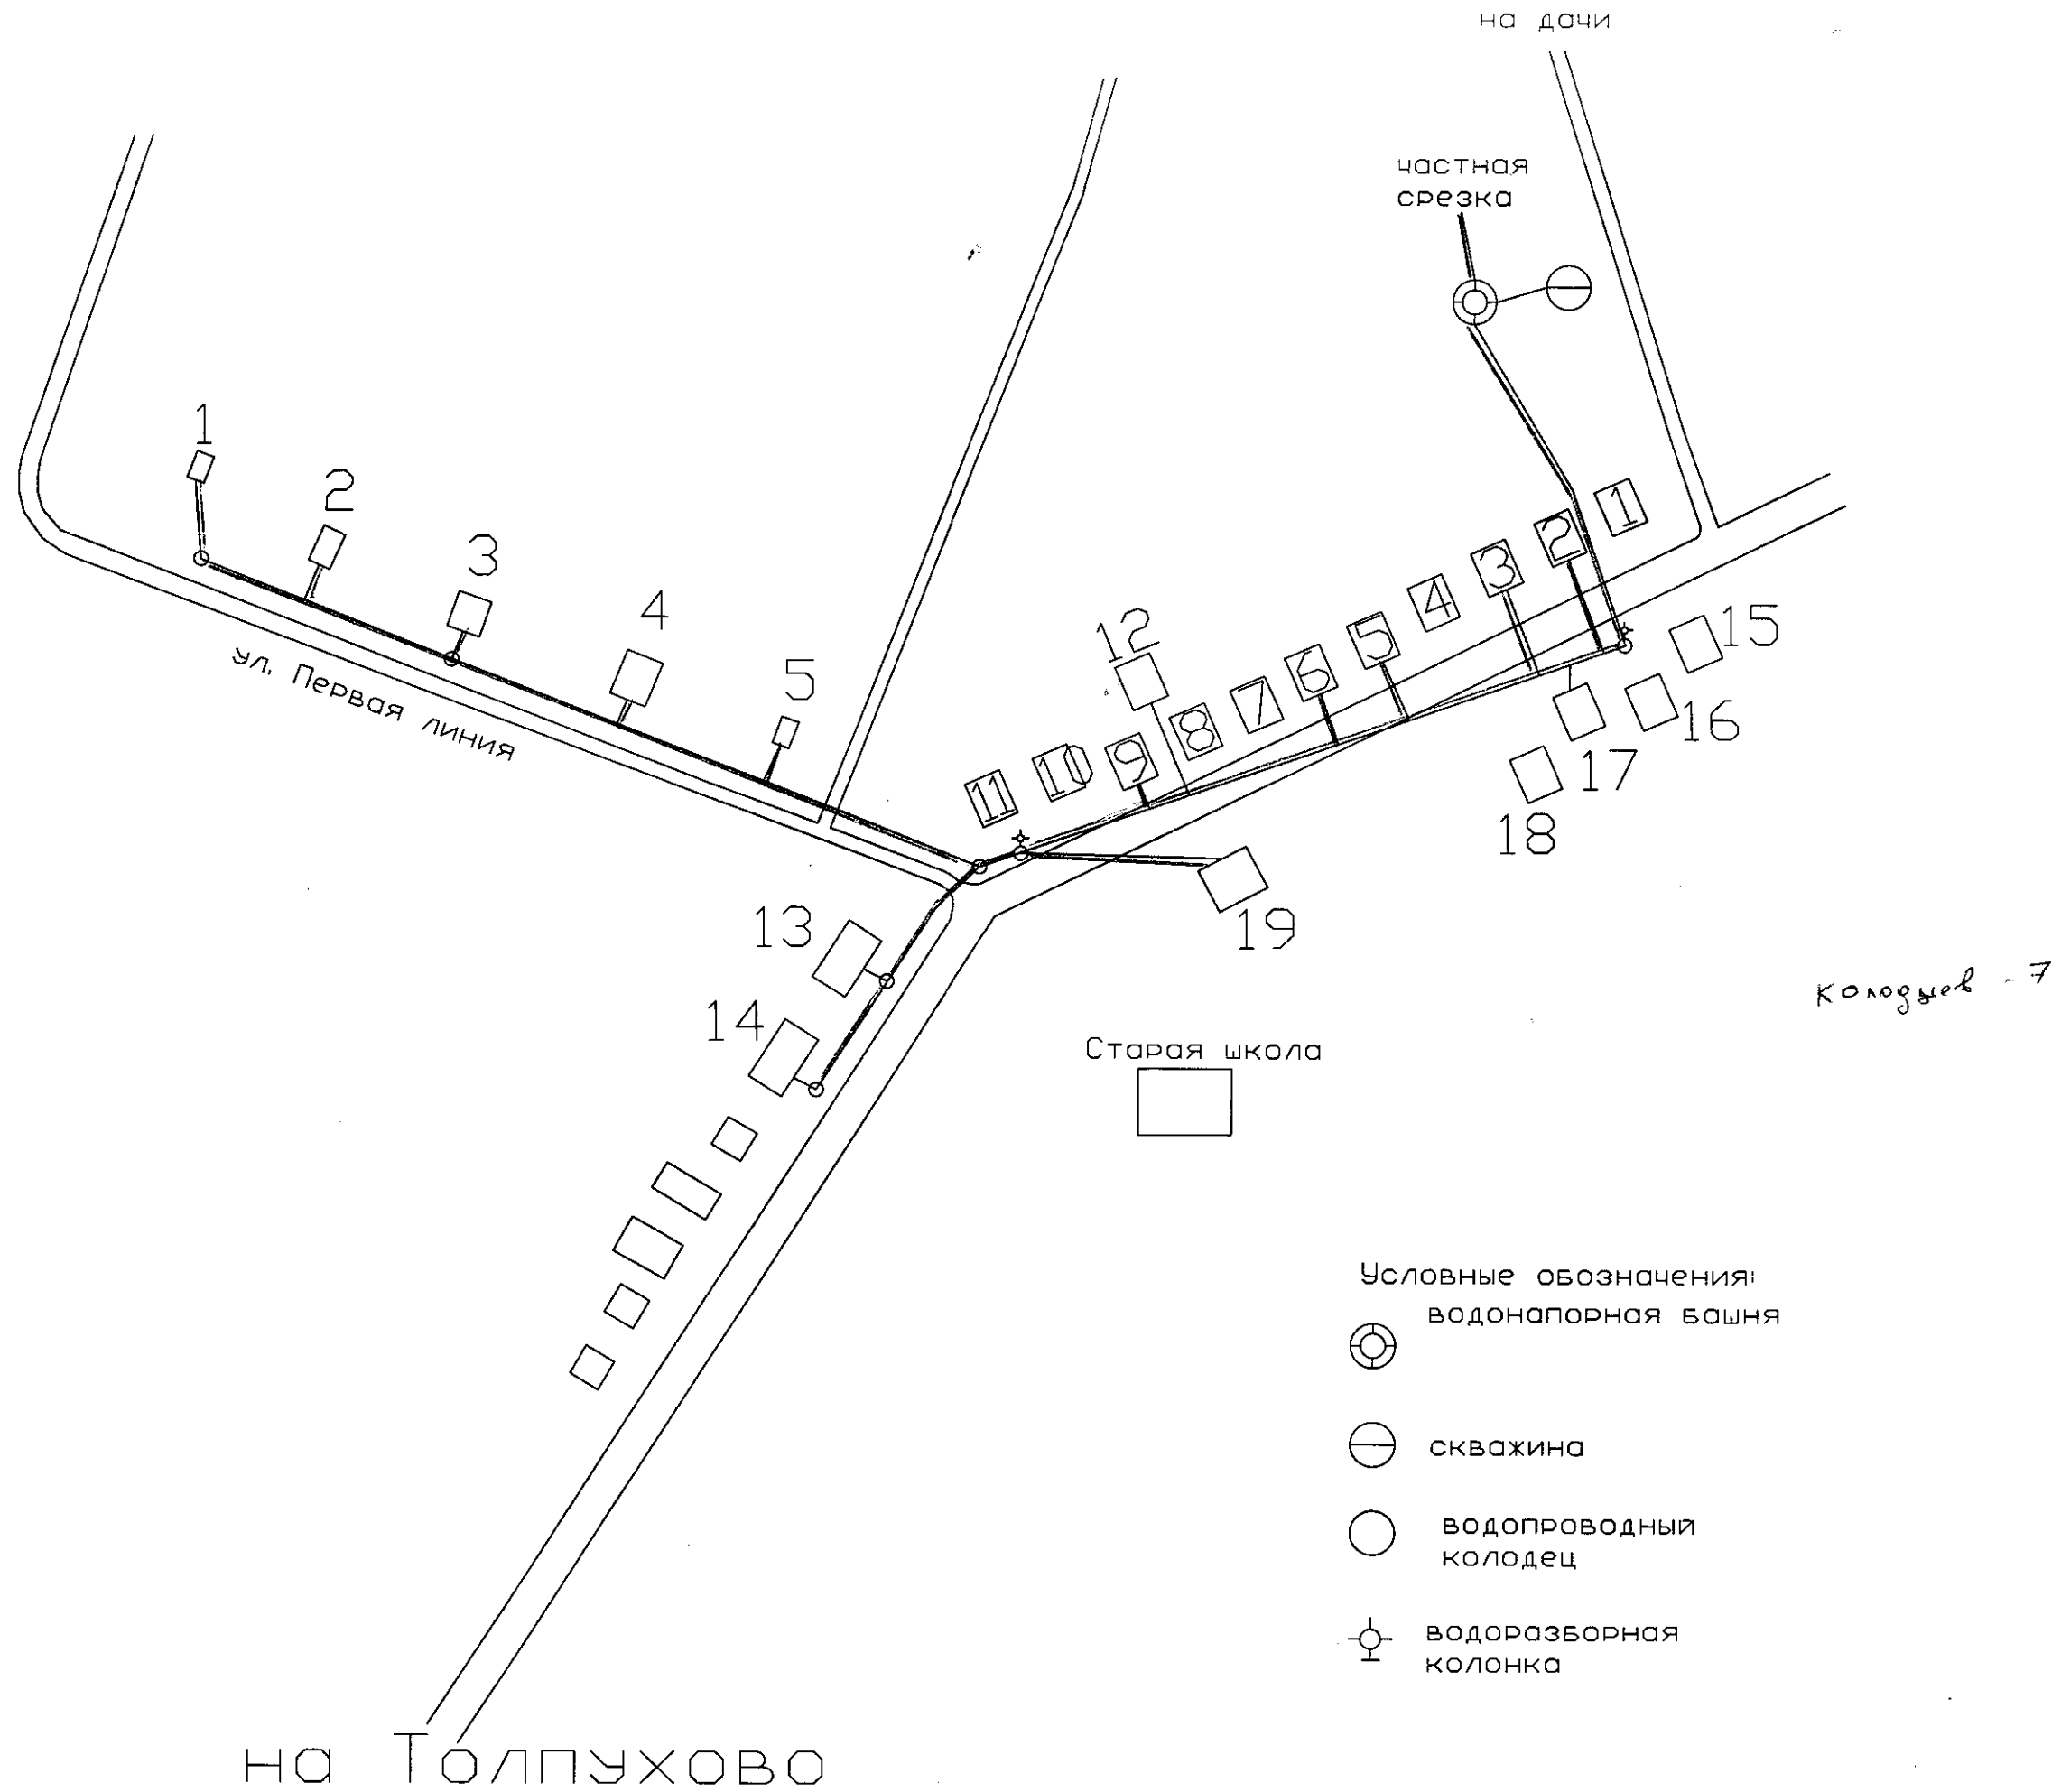 на дачи
частная
срезка
1
2
3
4
5
ул. Первая линия
1
2
3
4
5
6
7
8
9
10
11
12
15
16
17
18
19
13
14
Колодцев - 7
Старая школа
Условные обозначения:
водонапорная башня
скважина
водопроводный
колодец
водоразборная
колонка
на Толпухово